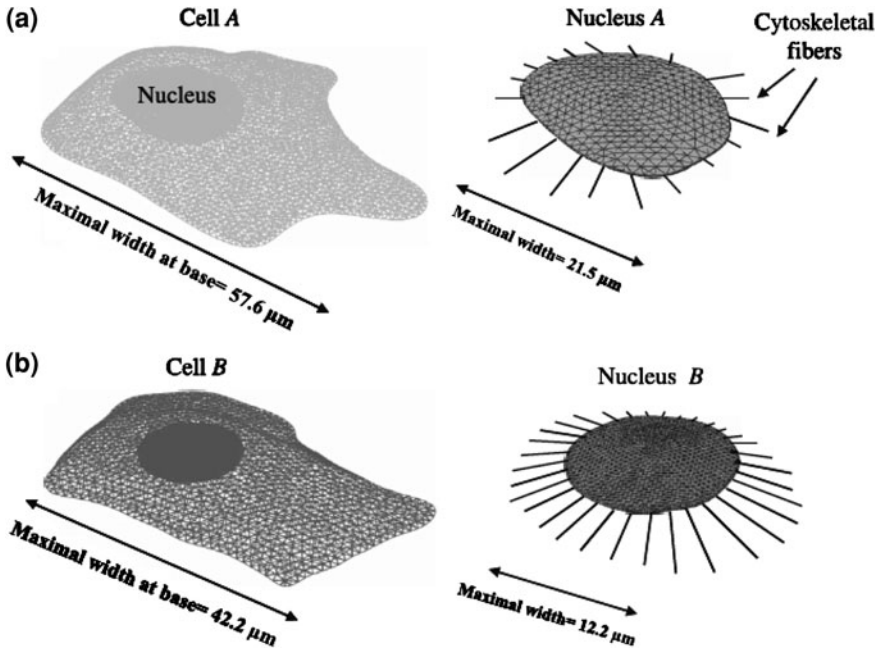 (a)
Cell A
Nucleus
Maximal width at base= 57.6 μm
Nucleus A
Cytoskeletal
fibers
Maximal width= 21.5 μm
(b)
Cell B
Maximal width at base= 42.2 μm
Nucleus B
Maximal width= 12.2 μm